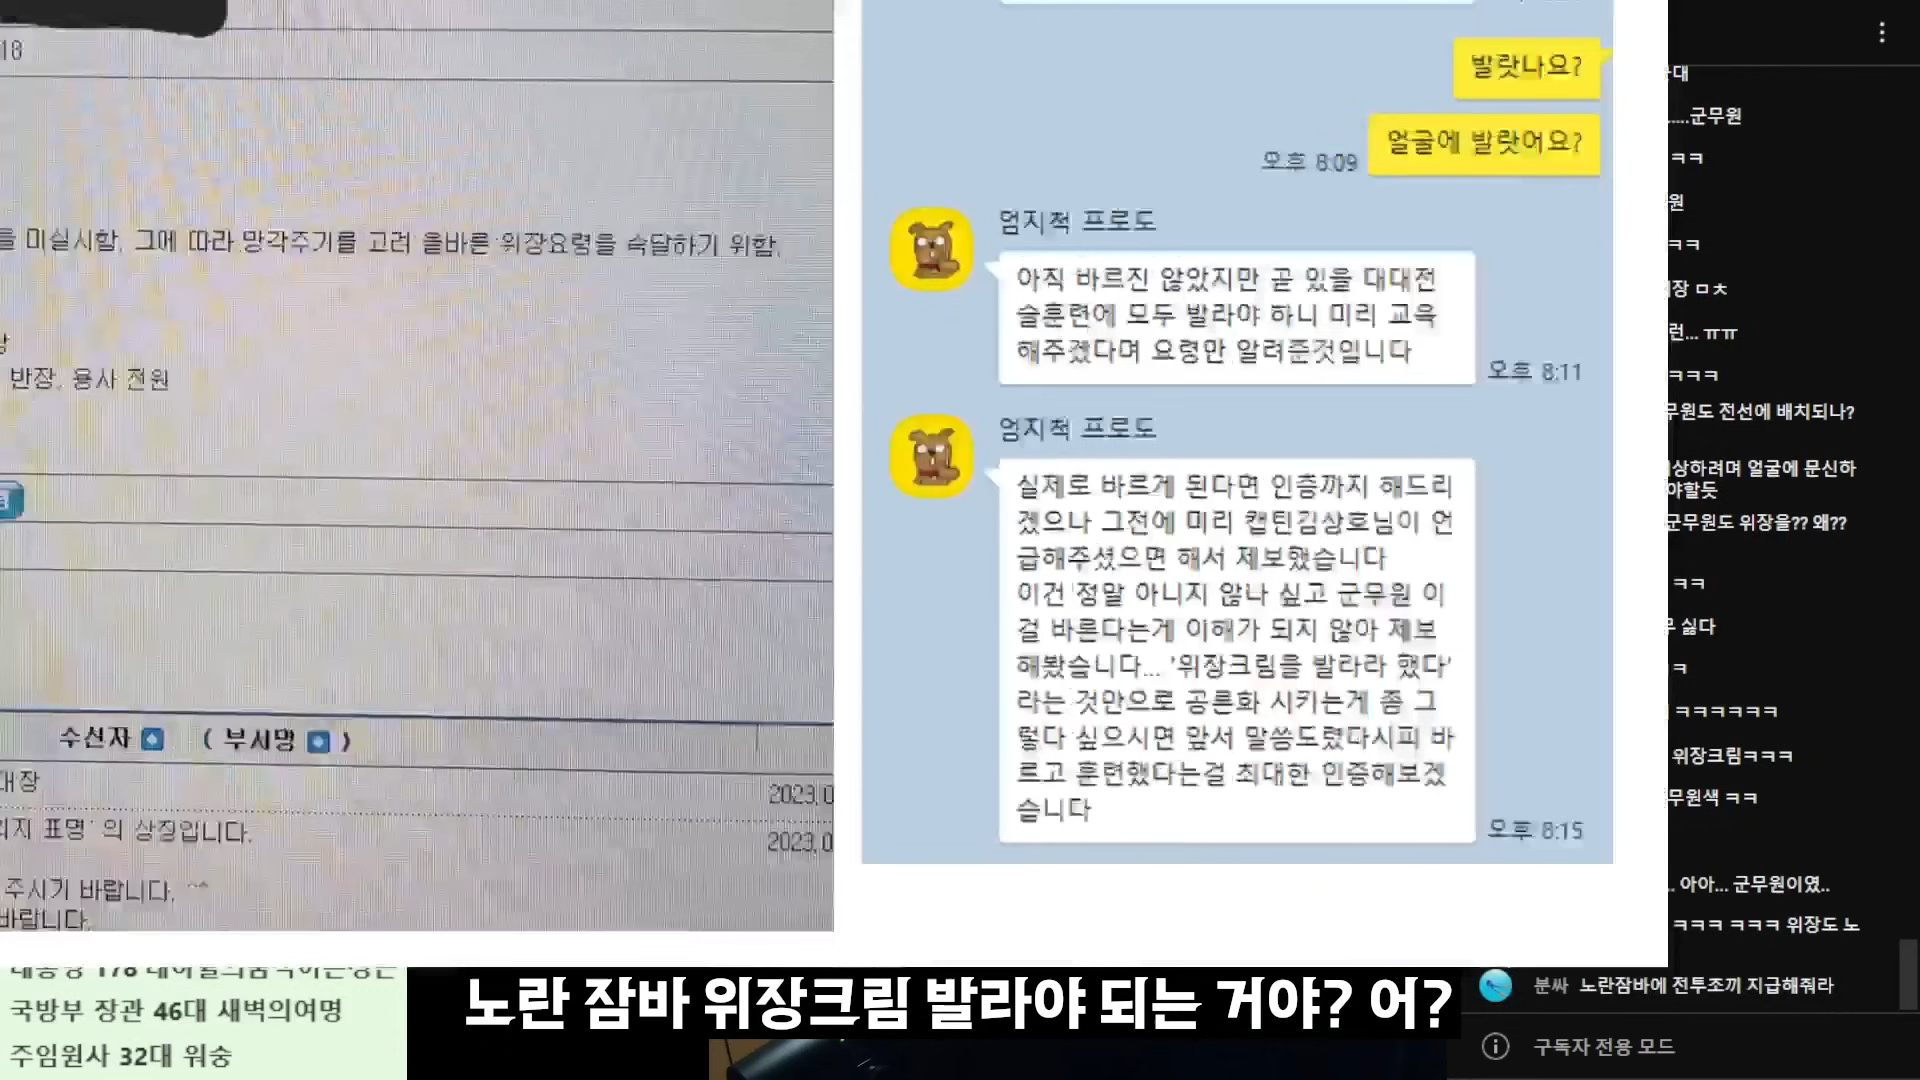 18
을 미실시함, 그에 따라 망각주기를 고려 올바른 위장요령을 숙달하기 위함.
반장, 용사 전원
수신자 ( 부서명 )
대장
2023.0
의지 표명' 의 상징입니다.
2023.0
주시기 바랍니다. ^^
바랍니다.
발랏나요?
얼굴에 발랏어요?
오후 8:09
엄지척 프로도
아직 바르진 않았지만 곧 있을 대대전
술훈련에 모두 발라야 하니 미리 교육
해주겠다며 요령만 알려준것입니다
오후 8:11
엄지척 프로도
실제로 바르게 된다면 인증까지 해드리
겠으나 그전에 미리 캡틴김상호님이 언
급해주셨으면 해서 제보했습니다
이건 정말 아니지 않나 싶고 군무원 이
걸 바른다는게 이해가 되지 않아 제보
해봤습니다... '위장크림을 발라라 했다'
라는 것만으로 공론화 시키는게 좀 그
렇다 싶으시면 앞서 말씀드렸다시피 바
르고 훈련했다는걸 최대한 인증해보겠
습니다
오후 8:15
군대
.....군무원
ㅋㅋ
원
ㅋㅋ
장 ㅁㅊ
런... ㅠㅠ
ㅋㅋㅋ
무원도 전선에 배치되나?
상하려며 얼굴에 문신하
야할듯
군무원도 위장을?? 왜??
ㅋㅋ
싫다
ㅋ
ㅋㅋㅋㅋㅋㅋ
위장크림ㅋㅋㅋ
무원색 ㅋㅋ
.. 아아... 군무원이였..
ㅋㅋㅋ ㅋㅋㅋ 위장도 노
분싸 노란잠바에 전투조끼 지급해줘라
구독자 전용 모드
국방부 장관 46대 새벽의여명
주임원사 32대 워숭
노란 잠바 위장크림 발라야 되는 거야? 어?